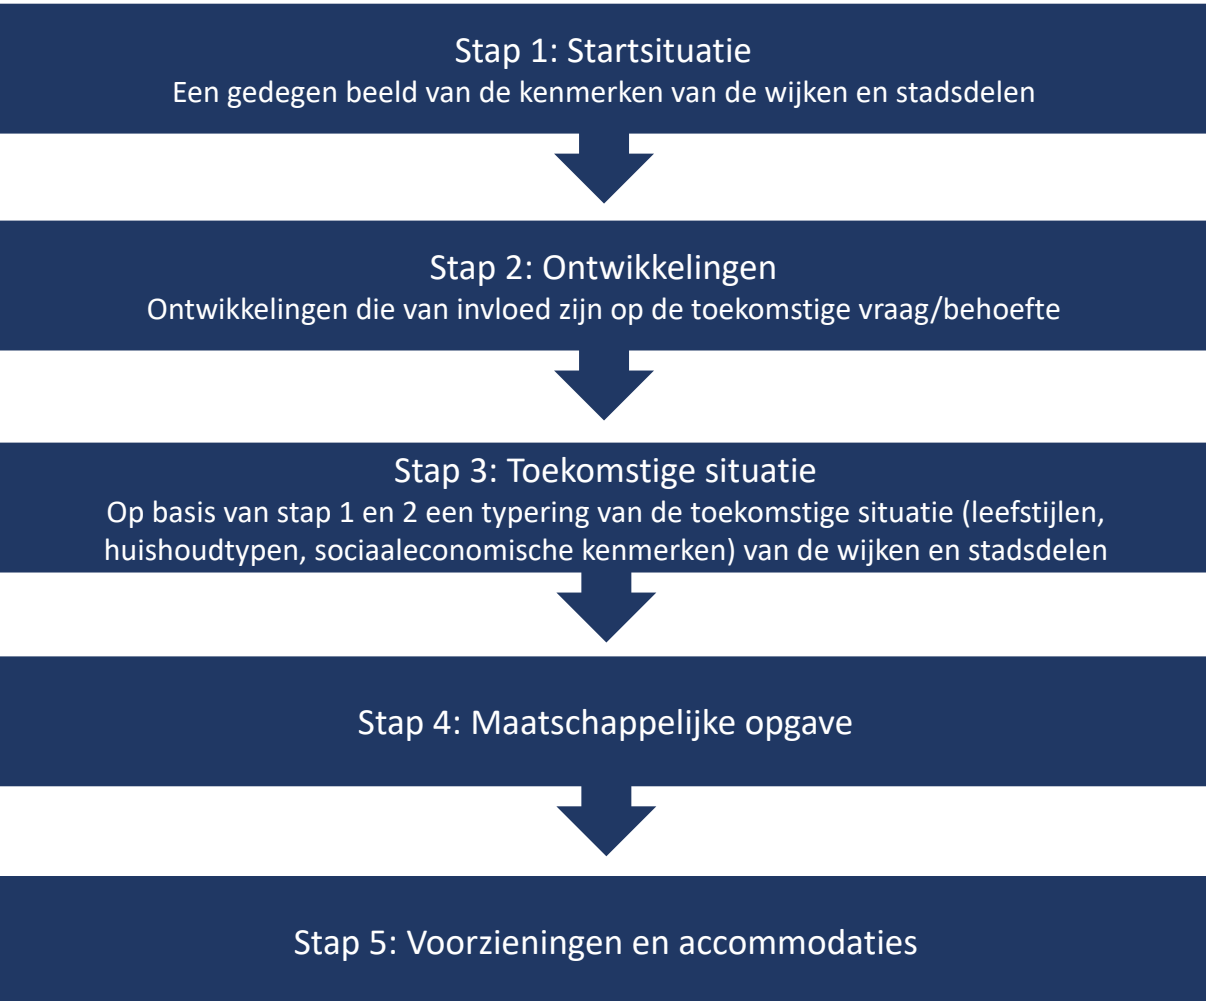 Stap 1: Startsituatie
Een gedegen beeld van de kenmerken van de wijken en stadsdelen
Stap 2: Ontwikkelingen
Ontwikkelingen die van invloed zijn op de toekomstige vraag/behoefte
Stap 3: Toekomstige situatie
Op basis van stap 1 en 2 een typering van de toekomstige situatie (leefstijlen,
huishoudtypen, sociaaleconomische kenmerken) van de wijken en stadsdelen
Stap 4: Maatschappelijke opgave
Stap 5: Voorzieningen en accommodaties